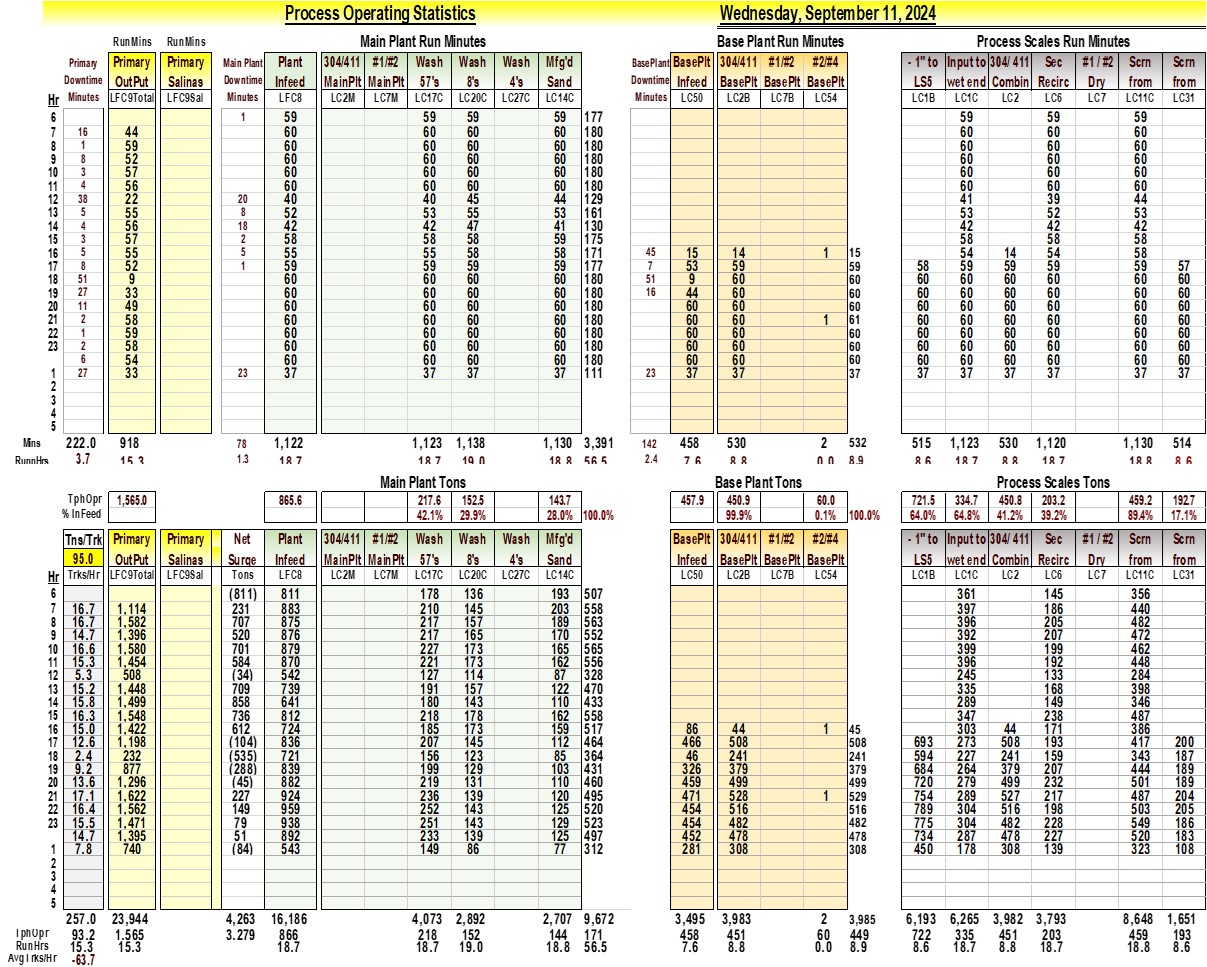 Process Operating Statistics Wednesday, September 11, 2024
RunMins RunMins Main Plant Run Minutes Base Plant Run Minutes Process Scales Run Minutes
Primary Primary Primary Main Plant Plant 304/411 #1/#2 Wash Wash Wash Mfg'd BasePlant BasePlt 304/411 #1/#2 #2/#4 - 1" to Input to 304/ 411 Sec #1 / #2 Scrn Scrn
Downtime OutPut Salinas Downtime Infeed MainPlt MainPlt 57's 8's 4's Sand Downtime Infeed BasePlt BasePlt BasePlt LS5 wet end Combin Recirc Dry from from
Hr Minutes LFC9Total LFC9Sal Minutes LFC8 LC2M LC7M LC17C LC20C LC27C LC14C Minutes LC50 LC2B LC7B LC54 LC1B LC1C LC2 LC6 LC7 LC11C LC31
6 1 59 59 59 59 177 59 59 59
7 16 44 60 60 60 60 180 60 60 60
8 1 59 60 60 60 60 180 60 60 60
9 8 52 60 60 60 60 180 60 60 60
10 3 57 60 60 60 60 180 60 60 60
11 4 56 60 60 60 60 180 60 60 60
12 38 22 20 40 40 45 44 129 41 39 44
13 5 55 8 52 53 55 53 161 53 52 53
14 4 56 18 42 42 47 41 130 42 42 42
15 3 57 2 58 58 58 59 175 58 58 58
16 5 55 5 55 55 58 58 171 45 15 14 1 15 54 14 54 58
17 8 52 1 59 59 59 59 177 7 53 59 59 58 59 59 59 59 57
18 51 9 60 60 60 60 180 51 9 60 60 60 60 60 60 60 60
19 27 33 60 60 60 60 180 16 44 60 60 60 60 60 60 60 60
20 11 49 60 60 60 60 180 60 60 60 60 60 60 60 60 60
21 2 58 60 60 60 60 180 60 60 1 61 60 60 60 60 60 60
22 1 59 60 60 60 60 180 60 60 60 60 60 60 60 60 60
23 2 58 60 60 60 60 180 60 60 60 60 60 60 60 60 60
6 54 60 60 60 60 180 60 60 60 60 60 60 60 60 60
1 27 33 23 37 37 37 37 111 23 37 37 37 37 37 37 37 37 37
2
3
4
5
Mins 222.0 918 78 1,122 1,123 1,138 1,130 3,391 142 458 530 2 532 515 1,123 530 1,120 1,130 514
RunnHrs 3.7 15.3 1.3 18.7 18.7 19.0 18.8 56.5 2.4 7.6 8.8 0.0 8.9 8.6 18.7 8.8 18.7 18.8 8.6
Main Plant Tons Base Plant Tons Process Scales Tons
TphOpr 1,565.0 865.6 217.6 152.5 143.7 457.9 450.9 60.0 721.5 334.7 450.8 203.2 459.2 192.7
% InFeed 42.1% 29.9% 28.0% 100.0% 99.9% 0.1% 100.0% 64.0% 64.8% 41.2% 39.2% 89.4% 17.1%
Tns/Trk Primary Primary Net Plant 304/411 #1/#2 Wash Wash Wash Mfg'd BasePlt 304/411 #1/#2 #2/#4 - 1" to Input to 304/ 411 Sec #1 / #2 Scrn Scrn
95.0 OutPut Salinas Surge Infeed MainPlt MainPlt 57's 8's 4's Sand Infeed BasePlt BasePlt BasePlt LS5 wet end Combin Recirc Dry from from
Hr Trks/Hr LFC9Total LFC9Sal Tons LFC8 LC2M LC7M LC17C LC20C LC27C LC14C LC50 LC2B LC7B LC54 LC1B LC1C LC2 LC6 LC7 LC11C LC31
6 (811) 811 178 136 193 507 361 145 356
7 16.7 1,114 231 883 210 145 203 558 397 186 440
8 16.7 1,582 707 875 217 157 189 563 396 205 482
9 14.7 1,396 520 876 217 165 170 552 392 207 472
10 16.6 1,580 701 879 227 173 165 565 399 199 462
11 15.3 1,454 584 870 221 173 162 556 396 192 448
12 5.3 508 (34) 542 127 114 87 328 245 133 284
13 15.2 1,448 709 739 191 157 122 470 335 168 398
14 15.8 1,499 858 641 180 143 110 433 289 149 346
15 16.3 1,548 736 812 218 178 162 558 347 238 487
16 15.0 1,422 612 724 185 173 159 517 86 44 1 45 303 44 171 386
17 12.6 1,198 (104) 836 207 145 112 464 466 508 508 693 273 508 193 417 200
18 2.4 232 (535) 721 156 123 85 364 46 241 241 594 227 241 159 343 187
19 9.2 877 (288) 839 199 129 103 431 326 379 379 684 264 379 207 444 189
20 13.6 1,296 (45) 882 219 131 110 460 459 499 499 720 279 499 232 501 189
21 17.1 1,622 227 924 236 139 120 495 471 528 1 529 754 289 527 217 487 204
22 16.4 1,562 149 959 252 143 125 520 454 516 516 789 304 516 198 503 205
23 15.5 1,471 79 938 251 143 129 523 454 482 482 775 304 482 228 549 186
14.7 1,395 51 892 233 139 125 497 452 478 478 734 287 478 227 520 183
1 7.8 740 (84) 543 149 86 77 312 281 308 308 450 178 308 139 323 108
2
3
4
5
257.0 23,944 4,263 16,186 4,073 2,892 2,707 9,672 3,495 3,983 2 3,985 6,193 6,265 3,982 3,793 8,648 1,651
TphOpr 93.2 1,565 3.279 866 218 152 144 171 458 451 60 449 722 335 451 203 459 193
RunHrs 15.3 15.3 18.7 18.7 19.0 18.8 56.5 7.6 8.8 0.0 8.9 8.6 18.7 8.8 18.7 18.8 8.6
Avg Trks/Hr -63.7